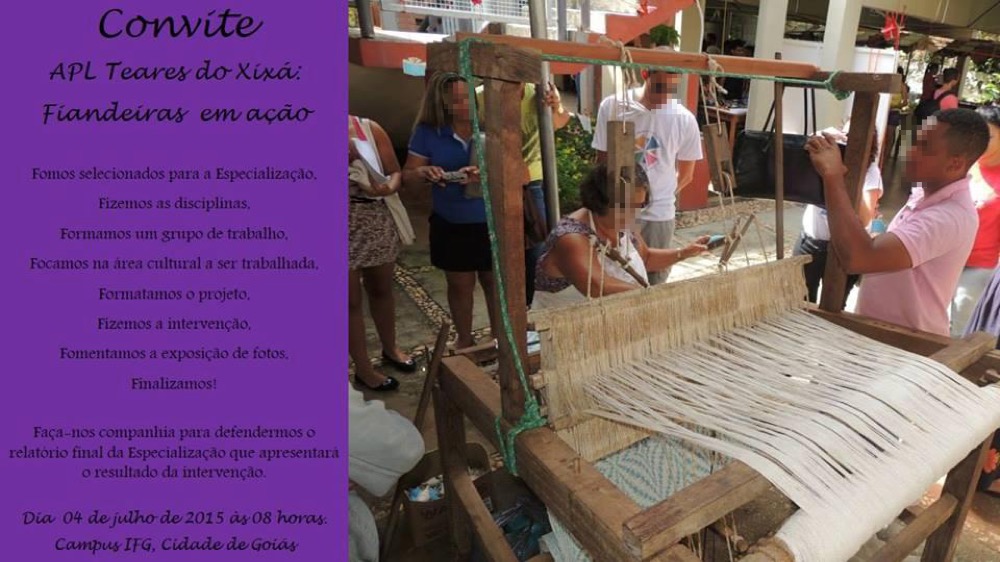 Convite
APL Teares do Xixá:
Fiandeiras em ação
Fomos selecionados para a Especialização,
Fizemos as disciplinas,
Formamos um grupo de trabalho,
Focamos na área cultural a ser trabalhada,
Formatamos o projeto,
Fizemos a intervenção,
Fomentamos a exposição de fotos,
Finalizamos!
Faça-nos companhia para defendermos o
relatório final da Especialização que apresentará
o resultado da intervenção.
Dia 04 de julho de 2015 às 08 horas.
Campus IFG, Cidade de Goiás